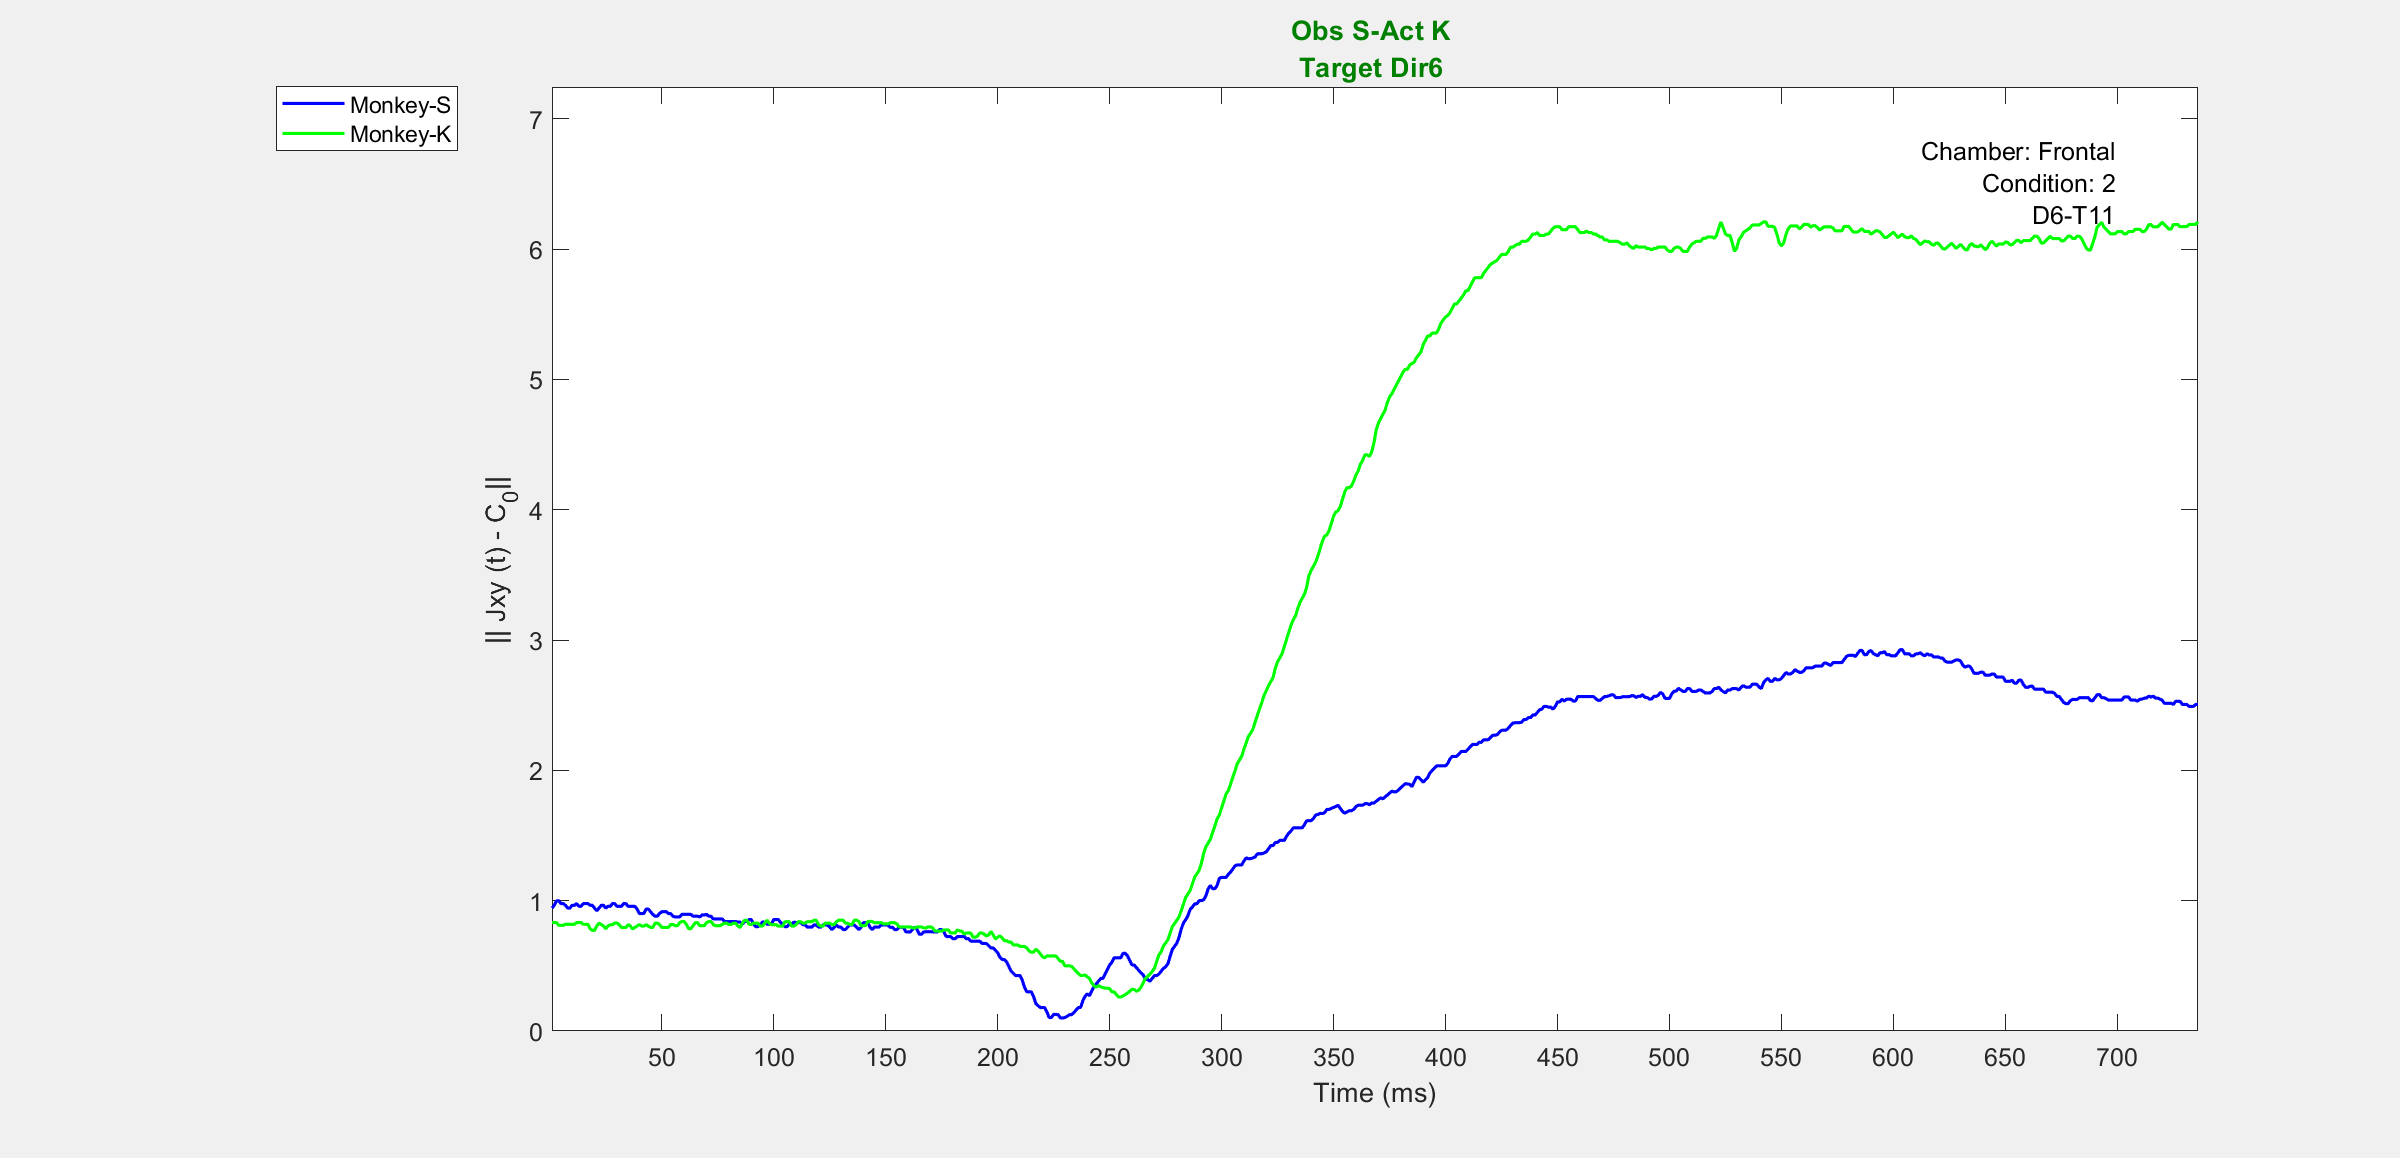 Obs S-Act K
Target Dir6
Monkey-S
Monkey-K
Chamber: Frontal
Condition: 2
D6-T11
7
6
5
4
3
2
1
0
|| Jxy (t) - C0||
50 100 150 200 250 300 350 400 450 500 550 600 650 700
Time (ms)